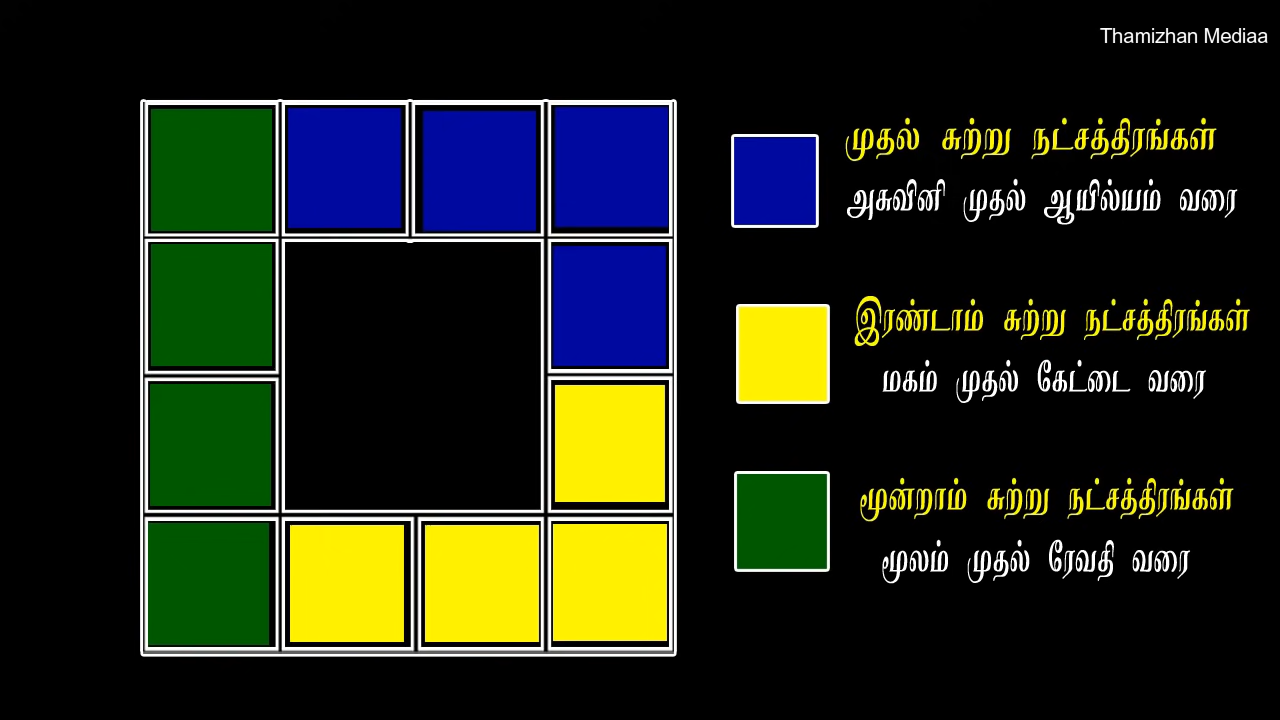 Thamizhan Mediaa
முதல் சுற்று நட்சத்திரங்கள்
அசுவினி முதல் ஆயில்யம் வரை
இரண்டாம் சுற்று நட்சத்திரங்கள்
மகம் முதல் கேட்டை வரை
மூன்றாம் சுற்று நட்சத்திரங்கள்
மூலம் முதல் ரேவதி வரை